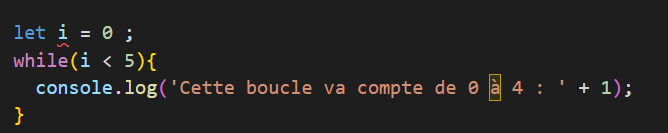 let i = 0 ;
while(i < 5){
  console.log('Cette boucle va compte de 0 à 4 : ' + 1);
}